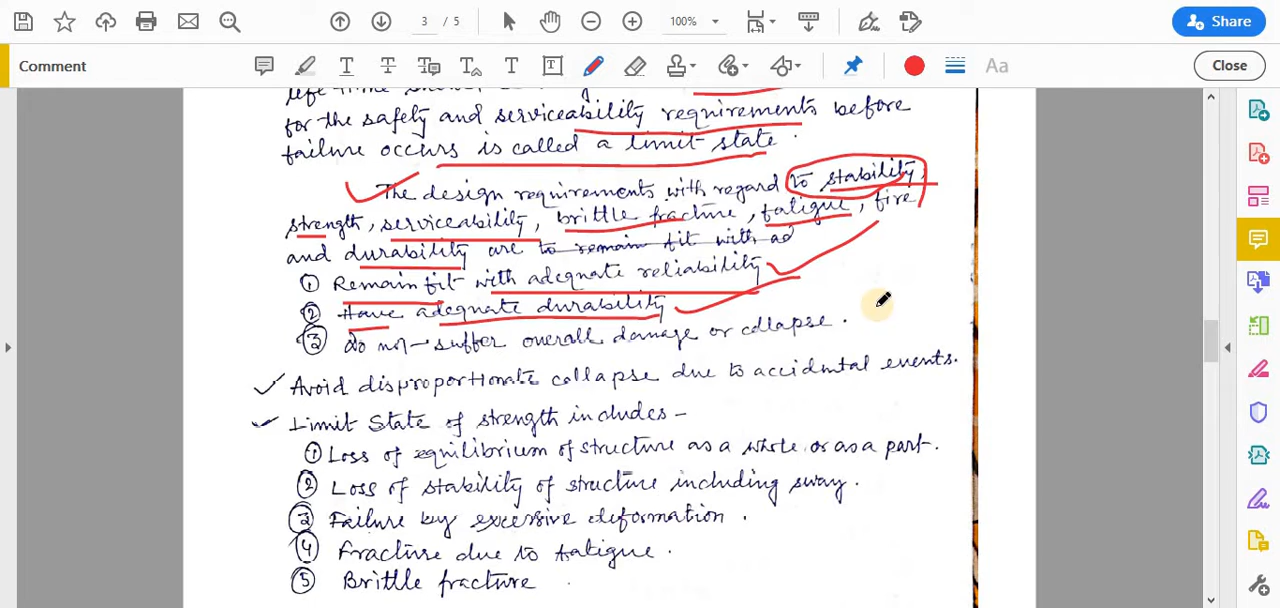 3 / 5
100%
Share
Comment
Aa
Close
for the safety and serviceability requirements before
failure occurs is called a limit state.
The design requirements with regard to stability,
strength, serviceability, brittle fracture, fatigue, fire
and durability are to remain fit with ad
① Remain fit with adequate reliability
② Have adequate durability
③ Do not suffer overall damage or collapse.
Avoid disproportionate collapse due to accidental events.
Limit State of strength includes -
① Loss of equilibrium of structure as a whole or as a part.
② Loss of stability of structure including sway.
③ Failure by excessive deformation.
④ Fracture due to fatigue.
⑤ Brittle fracture